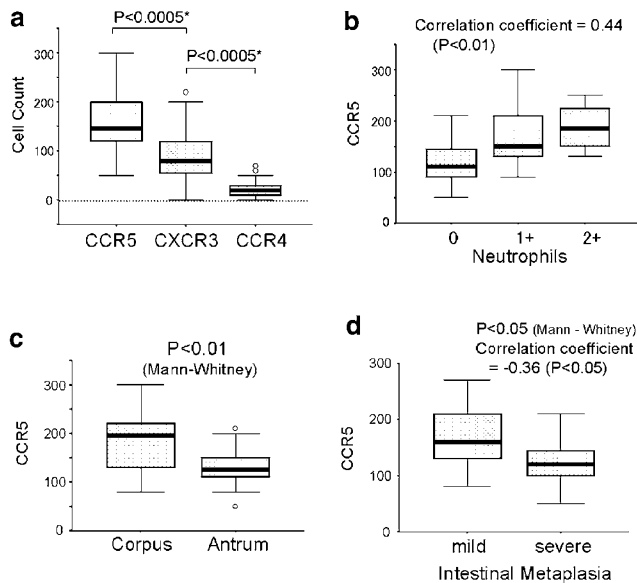 a
P<0.0005*
P<0.0005*
Cell Count
300
200
100
0
CCR5 CXCR3 CCR4
b
Correlation coefficient = 0.44
(P<0.01)
CCR5
300
200
100
0
0 1+ 2+
Neutrophils
c
P<0.01
(Mann-Whitney)
CCR5
300
200
100
0
Corpus Antrum
d
P<0.05 (Mann - Whitney)
Correlation coefficient
= -0.36 (P<0.05)
CCR5
300
200
100
0
mild severe
Intestinal Metaplasia